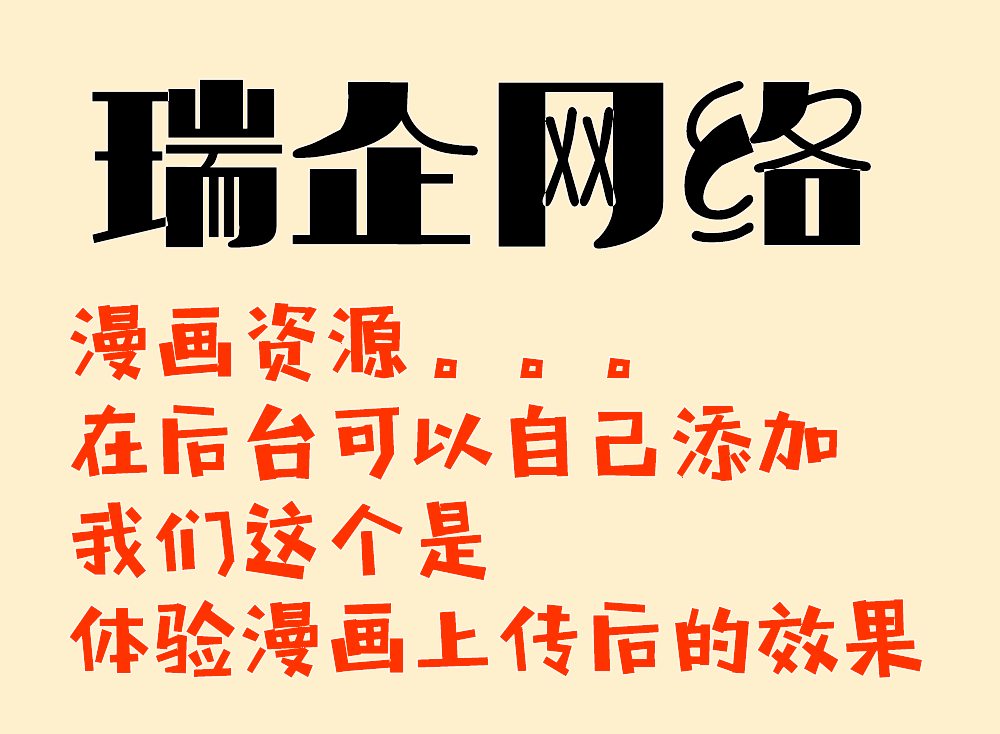 瑞企网络
漫画资源。。。
在后台可以自己添加
我们这个是
体验漫画上传后的效果